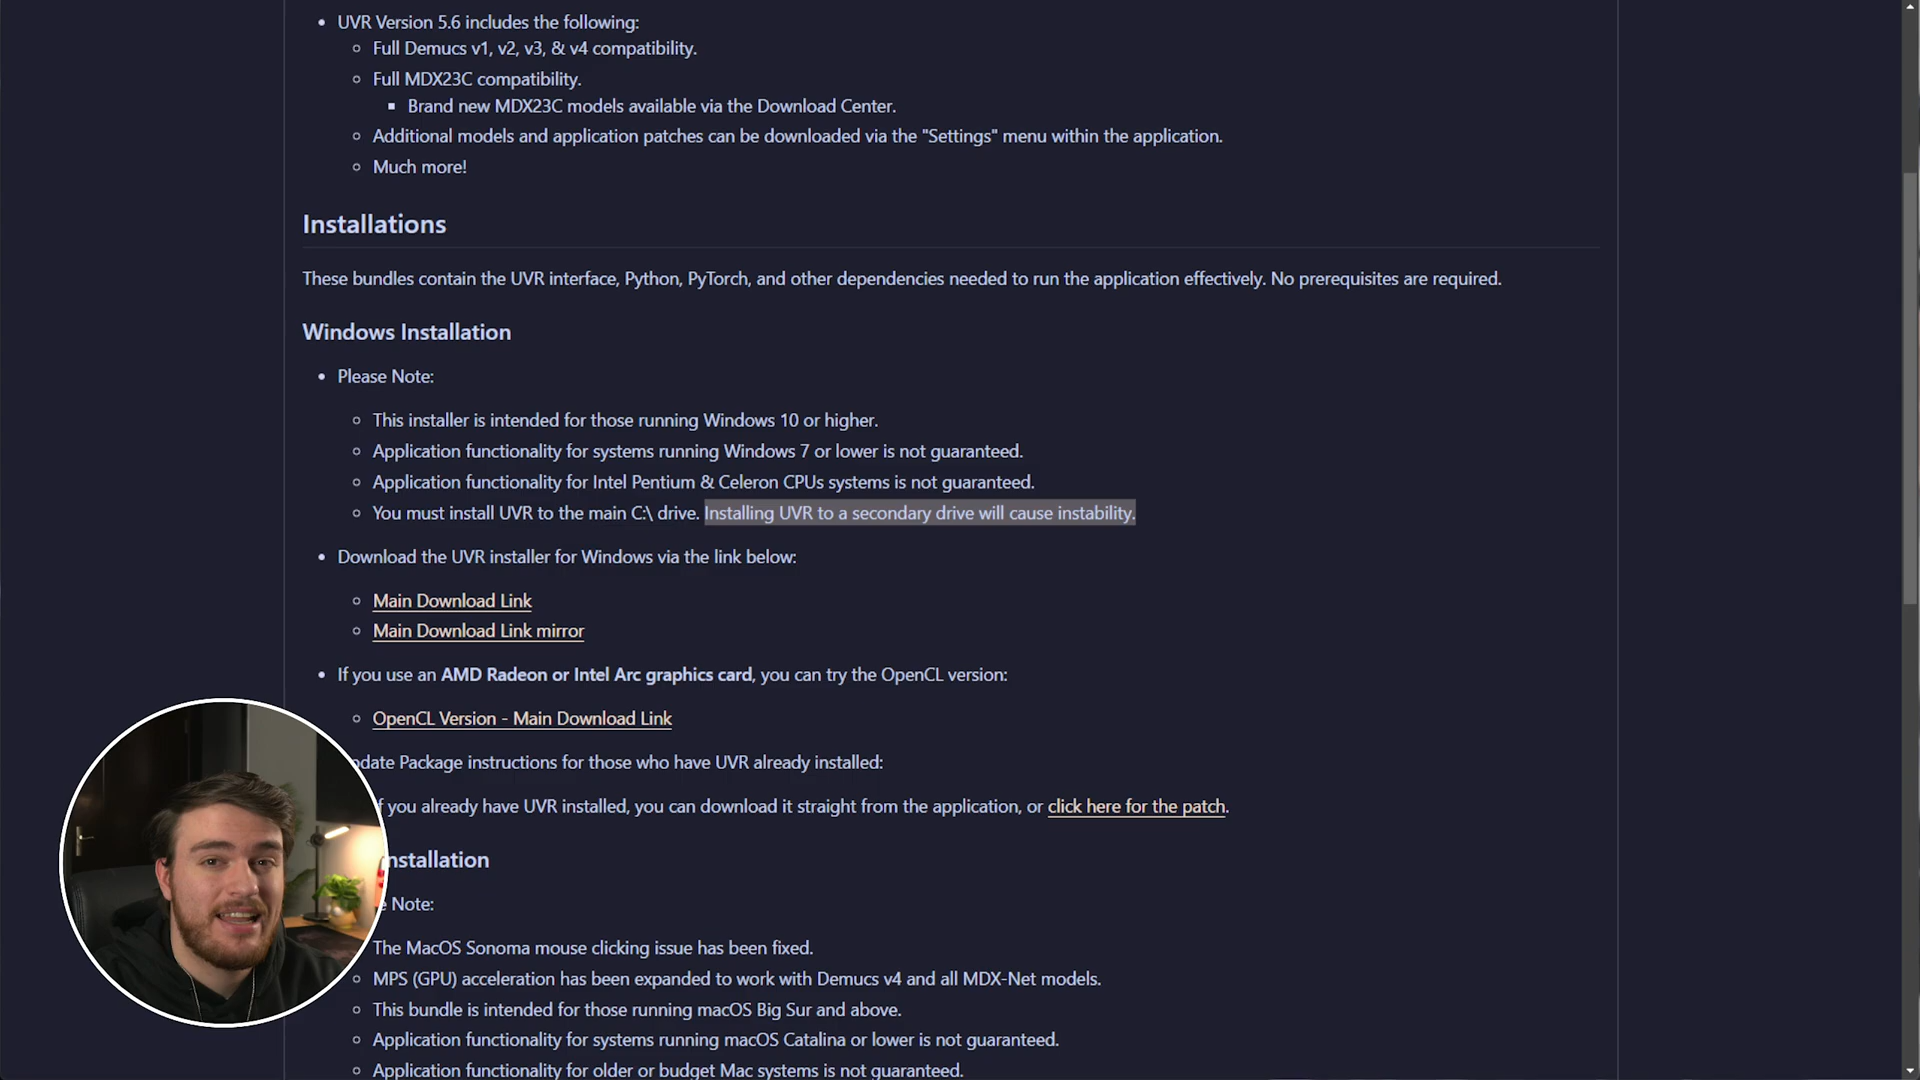 • UVR Version 5.6 includes the following:
◦ Full Demucs v1, v2, v3, & v4 compatibility.
◦ Full MDX23C compatibility.
▪ Brand new MDX23C models available via the Download Center.
◦ Additional models and application patches can be downloaded via the "Settings" menu within the application.
◦ Much more!
Installations
These bundles contain the UVR interface, Python, PyTorch, and other dependencies needed to run the application effectively. No prerequisites are required.
Windows Installation
• Please Note:
◦ This installer is intended for those running Windows 10 or higher.
◦ Application functionality for systems running Windows 7 or lower is not guaranteed.
◦ Application functionality for Intel Pentium & Celeron CPUs systems is not guaranteed.
◦ You must install UVR to the main C:\ drive. Installing UVR to a secondary drive will cause instability.
• Download the UVR installer for Windows via the link below:
◦ Main Download Link
◦ Main Download Link mirror
• If you use an AMD Radeon or Intel Arc graphics card, you can try the OpenCL version:
◦ OpenCL Version - Main Download Link
Package instructions for those who have UVR already installed:
you already have UVR installed, you can download it straight from the application, or click here for the patch.
nstallation
Note:
The MacOS Sonoma mouse clicking issue has been fixed.
◦ MPS (GPU) acceleration has been expanded to work with Demucs v4 and all MDX-Net models.
◦ This bundle is intended for those running macOS Big Sur and above.
◦ Application functionality for systems running macOS Catalina or lower is not guaranteed.
◦ Application functionality for older or budget Mac systems is not guaranteed.